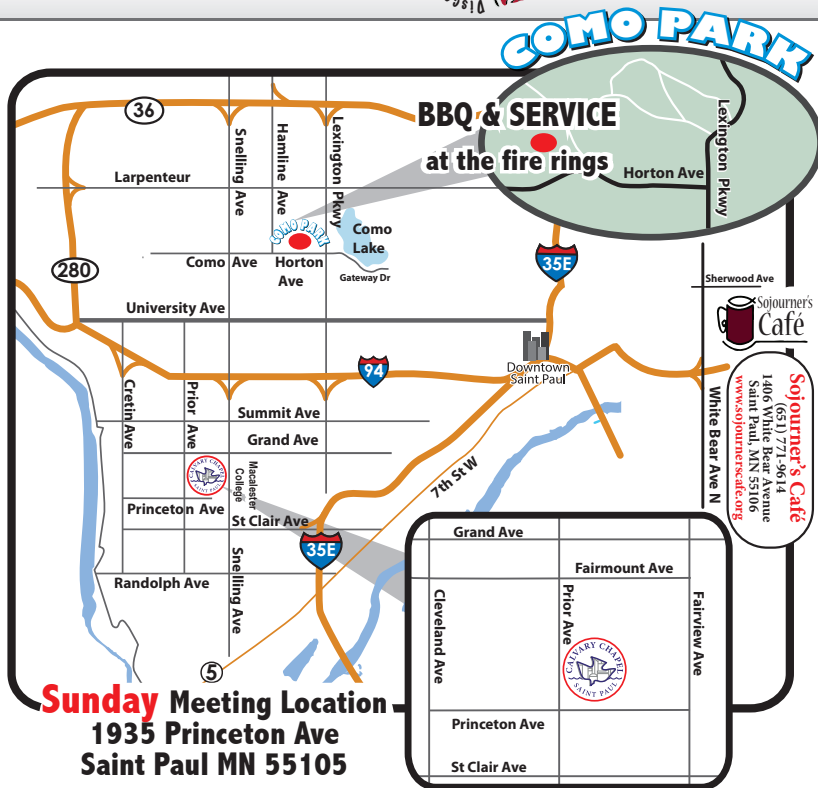 COMO PARK
BBQ & SERVICE
at the fire rings
Lexington Pkwy
Horton Ave
36
Snelling Ave
Hamline Ave
Lexington Pkwy
Larpenteur
COMO PARK
Como
Lake
280
Como Ave
Horton
Ave
Gateway Dr
35E
Sherwood Ave
University Ave
Sojourner's
Café
94
Downtown
Saint Paul
Sojourner's Café
(651) 771-9614
1406 White Bear Avenue
Saint Paul, MN 55106
www.sojournerscafe.org
White Bear Ave N
Cretin Ave
Prior Ave
Summit Ave
Grand Ave
CALVARY CHAPEL
SAINT PAUL
Macalester
College
7th St W
Princeton Ave
St Clair Ave
35E
Snelling Ave
Randolph Ave
5
Grand Ave
Fairmount Ave
Cleveland Ave
Prior Ave
Fairview Ave
CALVARY CHAPEL
SAINT PAUL
Princeton Ave
St Clair Ave
Sunday Meeting Location
1935 Princeton Ave
Saint Paul MN 55105